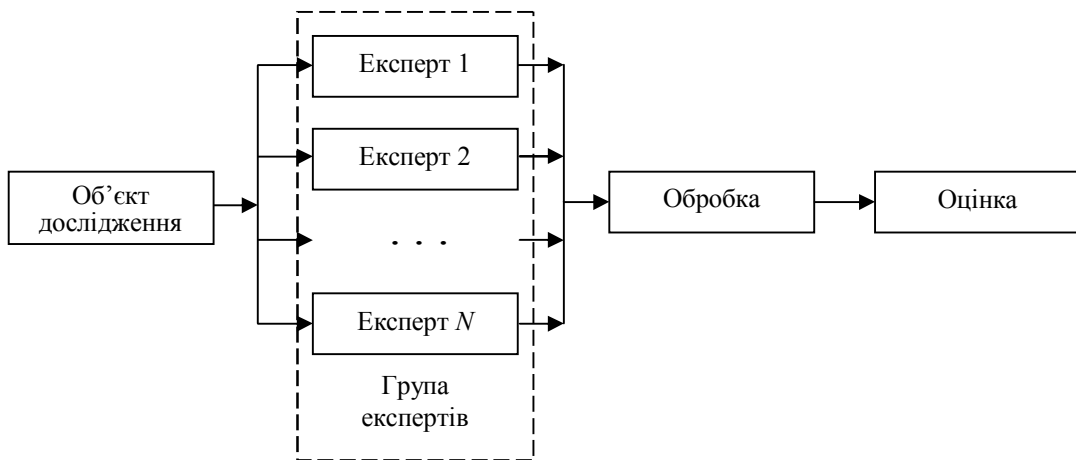 Експерт 1
Експерт 2
Об’єкт
дослідження
Обробка
Оцінка
. . .
Експерт N
Група
експертів